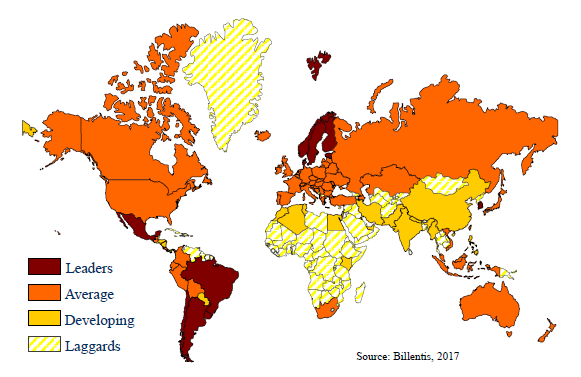 Leaders
Average
Developing
Laggards
Source: Billentis, 2017